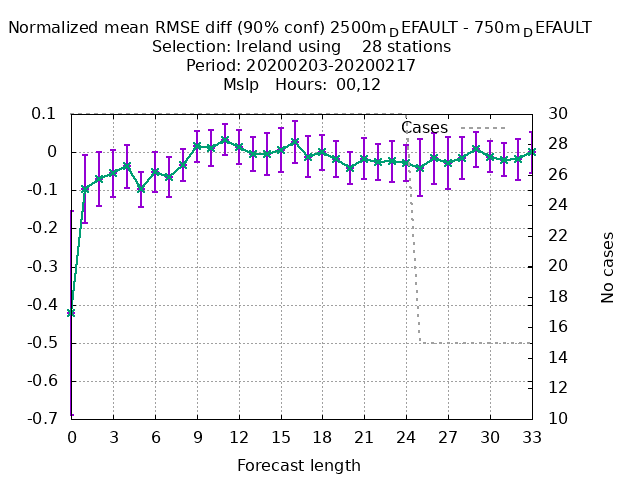 Normalized mean RMSE diff (90% conf) 2500mDEFAULT - 750mDEFAULT
Selection: Ireland using    28 stations
Period: 20200203-20200217
Mslp   Hours: 00,12
Cases
0.1
0
-0.1
-0.2
-0.3
-0.4
-0.5
-0.6
-0.7
30
28
26
24
22
20
18
16
14
12
10
No cases
0 3 6 9 12 15 18 21 24 27 30 33
Forecast length